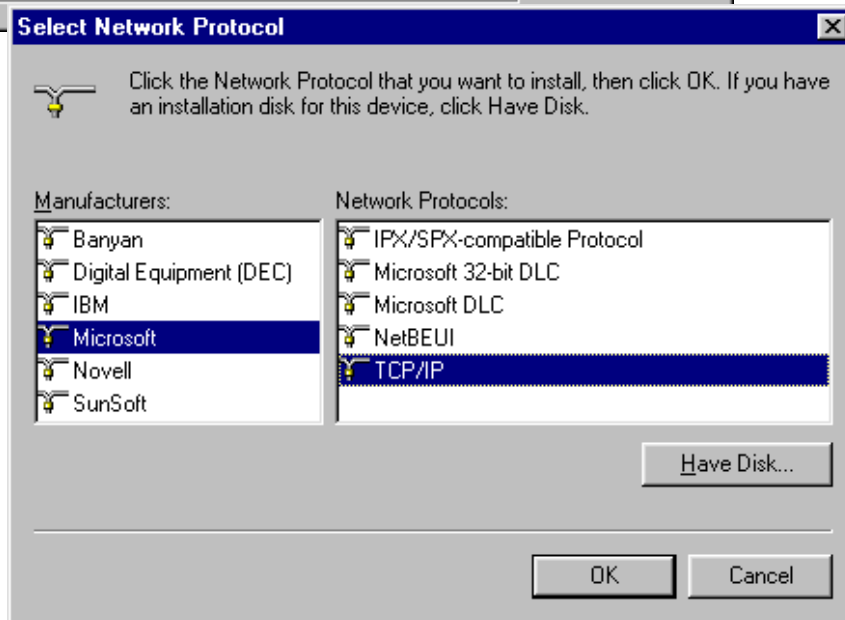 Select Network Protocol
Click the Network Protocol that you want to install, then click OK. If you have
an installation disk for this device, click Have Disk.
Manufacturers:
Banyan
Digital Equipment (DEC)
IBM
Microsoft
Novell
SunSoft
Network Protocols:
IPX/SPX-compatible Protocol
Microsoft 32-bit DLC
Microsoft DLC
NetBEUI
TCP/IP
Have Disk...
OK
Cancel